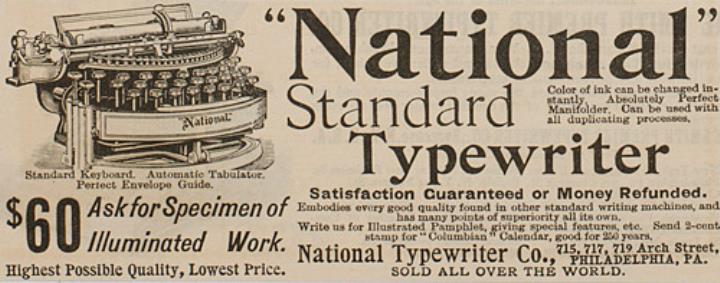 "National"
Standard
Typewriter
Color of ink can be changed in-
stantly. Absolutely Perfect
Manifolder. Can be used with
all duplicating processes.
"National"
Standard Keyboard. Automatic Tabulator.
Perfect Envelope Guide.
$60 Ask for Specimen of
Illuminated Work.
Highest Possible Quality, Lowest Price.
Satisfaction Guaranteed or Money Refunded.
Embodies every good quality found in other standard writing machines, and
has many points of superiority all its own.
Write us for Illustrated Pamphlet, giving special features, etc. Send 2-cent
stamp for "Columbian" Calendar, good for 250 years.
National Typewriter Co., 715, 717, 719 Arch Street,
PHILADELPHIA, PA.
SOLD ALL OVER THE WORLD.